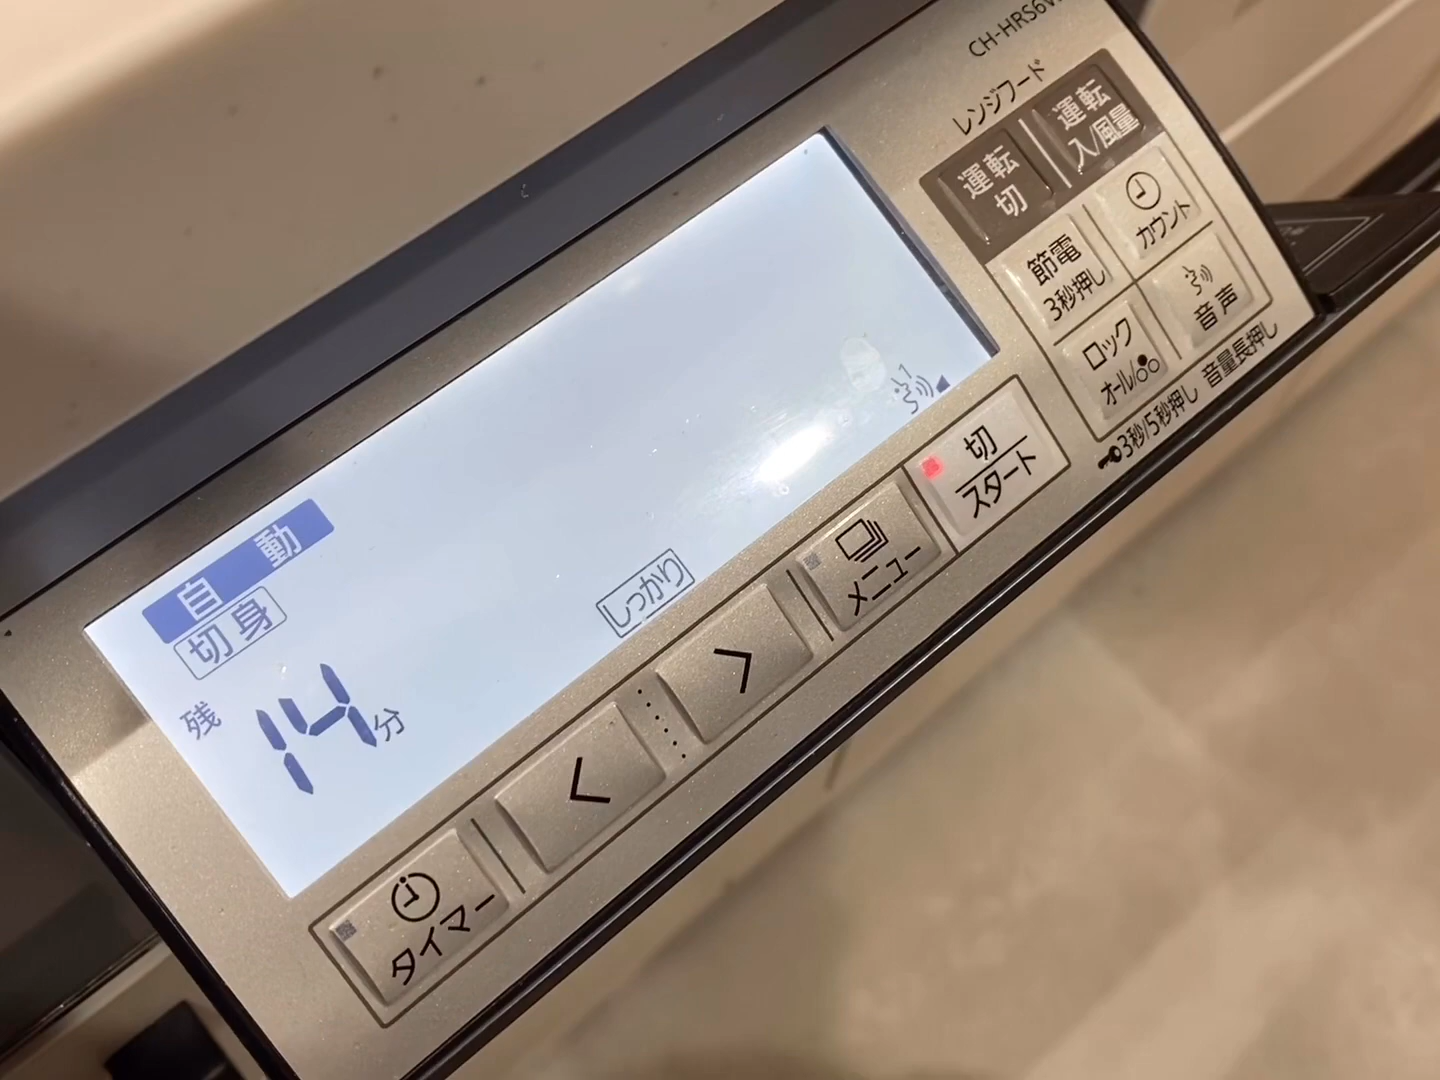 CH-HRS6V
レンジフード
運転
切
運転
入/風量
節電
3秒押し
カウント
ロック
オール/
音声
3秒/5秒押し 音量長押し
自動
切身
残 14分
しっかり
1
切
スタート
メニュー
>
<
タイマー